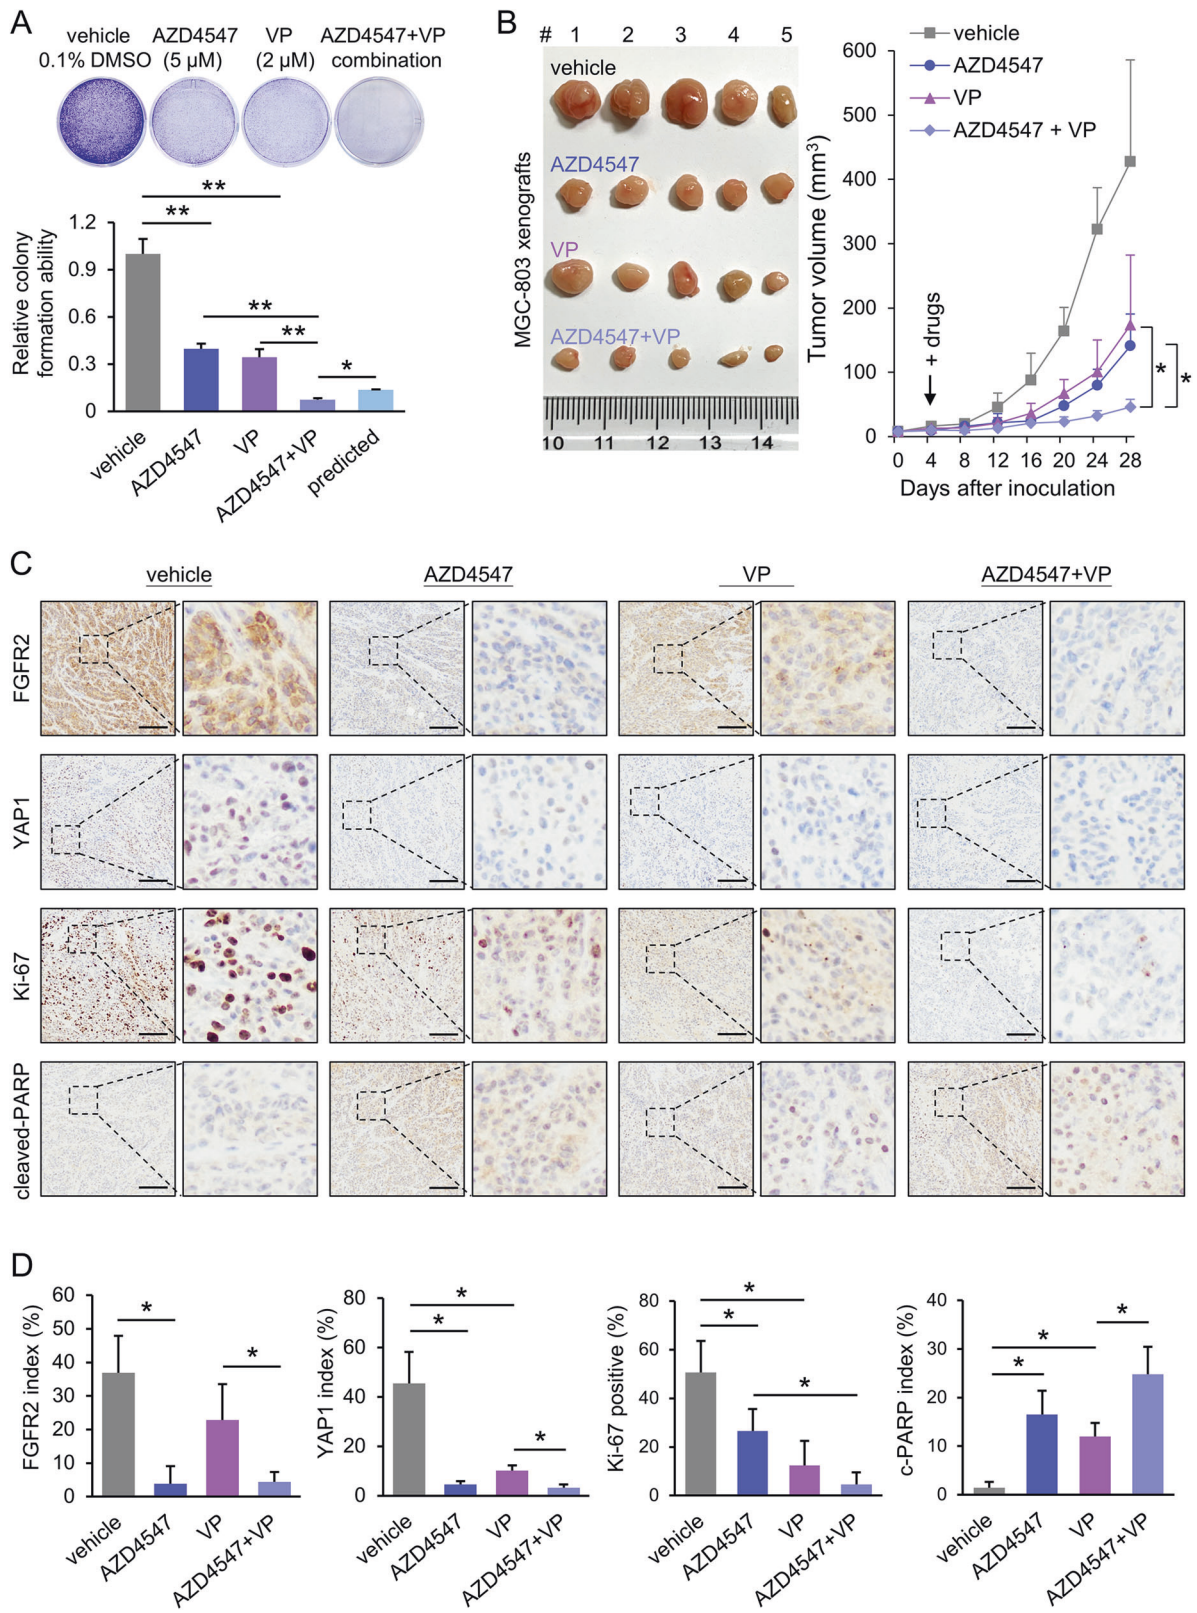 A
vehicle
0.1% DMSO
AZD4547
(5 μM)
VP
(2 μM)
AZD4547+VP
combination
**
**
**
**
*
Relative colony
formation ability
1.2
0.9
0.6
0.3
0
vehicle
AZD4547
VP
AZD4547+VP
predicted
B
# 1 2 3 4 5
MGC-803 xenografts
vehicle
AZD4547
VP
AZD4547+VP
10 11 12 13 14
vehicle
AZD4547
VP
AZD4547 + VP
Tumor volume (mm³)
600
500
400
300
200
100
0
+ drugs
*
*
0 4 8 12 16 20 24 28
Days after inoculation
C
vehicle AZD4547 VP AZD4547+VP
FGFR2
YAP1
Ki-67
cleaved-PARP
D
FGFR2 index (%)
60
50
40
30
20
10
0
*
*
vehicle
AZD4547
VP
AZD4547+VP
YAP1 index (%)
80
60
40
20
0
*
*
*
vehicle
AZD4547
VP
AZD4547+VP
Ki-67 positive (%)
80
60
40
20
0
*
*
*
vehicle
AZD4547
VP
AZD4547+VP
c-PARP index (%)
40
30
20
10
0
*
*
*
vehicle
AZD4547
VP
AZD4547+VP